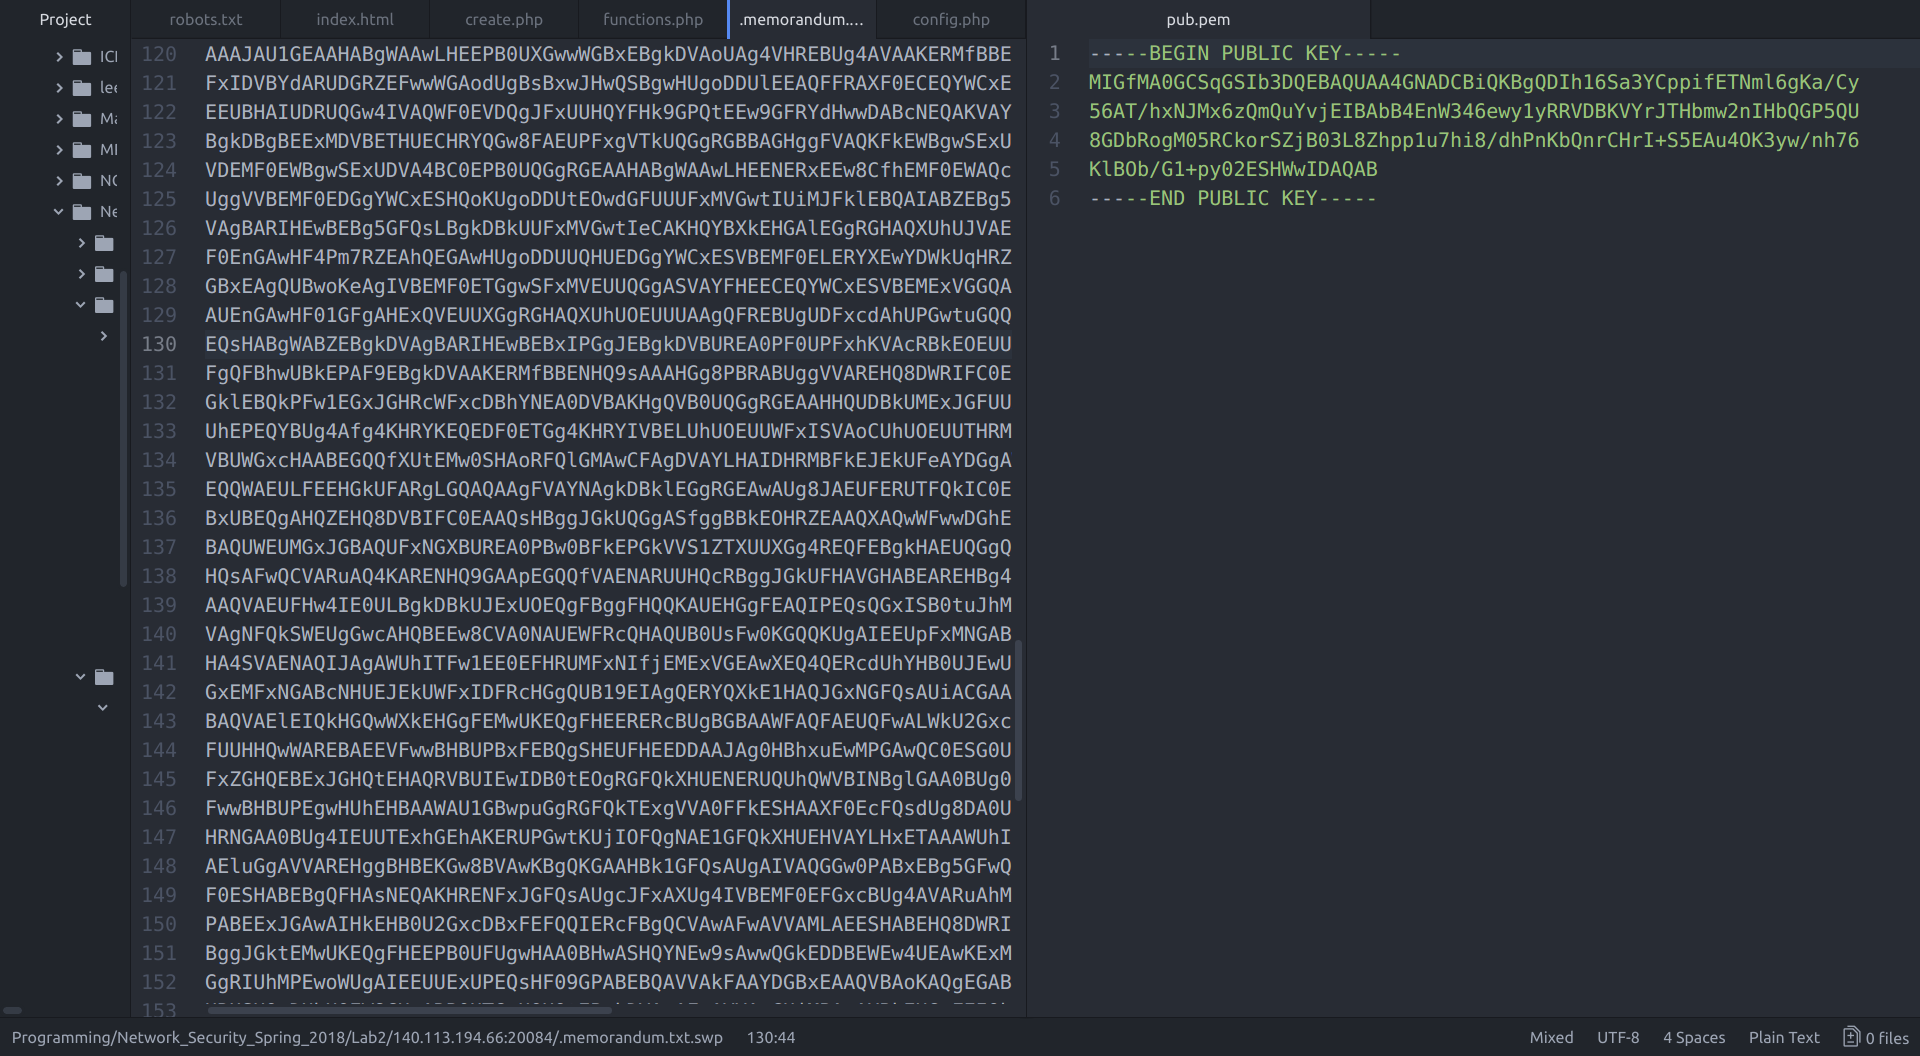 Project
robots.txt
index.html
create.php
functions.php
.memorandum.…
config.php
pub.pem
ICI
lee
Ma
MI
NC
Ne
120 AAAJAU1GEAAHABgWAAwLHEEPB0UXGwwWGBxEBgkDVAoUAg4VHREBUg4AVAAKERMfBBE
121 FxIDVBYdARUDGRZEFwwWGAodUgBsBxwJHwQSBgwHUgoDDUlEEAQFFRAXF0ECEQYWCxE
122 EEUBHAIUDRUQGw4IVAQWF0EVDQgJFxUUHQYFHk9GPQtEEw9GFRYdHwwDABcNEQAKVAY
123 BgkDBgBEExMDVBETHUECHRYQGw8FAEUPFxgVTkUQGgRGBBAGHggFVAQKFkEWBgwSExU
124 VDEMF0EWBgwSExUDVA4BC0EPB0UQGgRGEAAHABgWAAwLHEENERxEEw8CfhEMF0EWAQc
125 UggVVBEMF0EDGgYWCxESHQoKUgoDDUtEOwdGFUUUFxMVGwtIUiMJFklEBQAIABZEBg5
126 VAgBARIHEwBEBg5GFQsLBgkDBkUUFxMVGwtIeCAKHQYBXkEHGAlEGgRGHAQXUhUJVAE
127 F0EnGAwHF4Pm7RZEAhQEGAwHUgoDDUUQHUEDGgYWCxESVBEMF0ELERYXEwYDWkUqHRZ
128 GBxEAgQUBwoKeAgIVBEMF0ETGgwSFxMVEUUQGgASVAYFHEECEQYWCxESVBEMExVGGQA
129 AUEnGAwHF01GFgAHExQVEUUXGgRGHAQXUhUOEUUUAAgQFREBUgUDFxcdAhUPGwtuGQQ
130 EQsHABgWABZEBgkDVAgBARIHEwBEBxIPGgJEBgkDVBUREA0PF0UPFxhKVAcRBkEOEUU
131 FgQFBhwUBkEPAF9EBgkDVAAKERMfBBENHQ9sAAAHGg8PBRABUggVVAREHQ8DWRIFC0E
132 GklEBQkPFw1EGxJGHRcWFxcDBhYNEA0DVBAKHgQVB0UQGgRGEAAHHQUDBkUMExJGFUU
133 UhEPEQYBUg4Afg4KHRYKEQEDF0ETGg4KHRYIVBELUhUOEUUWFxISVAoCUhUOEUUTHRM
134 VBUWGxcHAABEGQQfXUtEMw0SHAoRFQlGMAwCFAgDVAYLHAIDHRMBFkEJEkUFeAYDGgA
135 EQQWAEULFEEHGkUFARgLGQAQAAgFVAYNAgkDBklEGgRGEAwAUg8JAEUFERUTFQkIC0E
136 BxUBEQgAHQZEHQ8DVBIFC0EAAQsHBggJGkUQGgASfggBBkEOHRZEAAQXAQwWFwwDGhE
137 BAQUWEUMGxJGBAQUFxNGXBUREA0PBw0BFkEPGkVVS1ZTXUUXGg4REQFEBgkHAEUQGgQ
138 HQsAFwQCVARuAQ4KARENHQ9GAApEGQQfVAENARUUHQcRBggJGkUFHAVGHABEAREHBg4
139 AAQVAEUFHw4IE0ULBgkDBkUJExUOEQgFBggFHQQKAUEHGgFEAQIPEQsQGxISB0tuJhM
140 VAgNFQkSWEUgGwcAHQBEEw8CVA0NAUEWFRcQHAQUB0UsFw0KGQQKUgAIEEUpFxMNGAB
141 HA4SVAENAQIJAgAWUhITFw1EE0EFHRUMFxNIfjEMExVGEAwXEQ4QERcdUhYHB0UJEwU
142 GxEMFxNGABcNHUEJEkUWFxIDFRcHGgQUB19EIAgQERYQXkE1HAQJGxNGFQsAUiACGAA
143 BAQVAElEIQkHGQwWXkEHGgFEMwUKEQgFHEERERcBUgBGBAAWFAQFAEUQFwALWkU2Gxc
144 FUUHHQwWAREBAEEVFwwBHBUPBxFEBQgSHEUFHEEDDAAJAg0HBhxuEwMPGAwQC0ESG0U
145 FxZGHQEBExJGHQtEHAQRVBUIEwIDB0tEOgRGFQkXHUENERUQUhQWVBINBglGAA0BUg0
146 FwwBHBUPEgwHUhEHBAAWAU1GBwpuGgRGFQkTExgVVA0FFkESHAAXF0EcFQsdUg8DA0U
147 HRNGAA0BUg4IEUUTExhGEhAKERUPGwtKUjIOFQgNAE1GFQkXHUEHVAYLHxETAAAWUhI
148 AEluGgAVVAREHggBHBEKGw8BVAwKBgQKGAAHBk1GFQsAUgAIVAQGGw0PABxEBg5GFwQ
149 F0ESHABEBgQFHAsNEQAKHRENFxJGFQsAUgcJFxAXUg4IVBEMF0EFGxcBUg4AVARuAhM
150 PABEExJGAwAIHkEHB0U2GxcDBxFEFQQIERcFBgQCVAwAFwAVVAMLAEESHABEHQ8DWRI
151 BggJGktEMwUKEQgFHEEPB0UFUgwHAA0BHwASHQYNEw9sAwwQGkEDDBEWEw4UEAwKExM
152 GgRIUhMPEwoWUgAIEEUUExUPEQsHF09GPABEBQAVVAkFAAYDGBxEAAQVBAoKAQgEGAB
153
1 -----BEGIN PUBLIC KEY-----
2 MIGfMA0GCSqGSIb3DQEBAQUAA4GNADCBiQKBgQDIh16Sa3YCppifETNml6gKa/Cy
3 56AT/hxNJMx6zQmQuYvjEIBAbB4EnW346ewy1yRRVDBKVYrJTHbmw2nIHbQGP5QU
4 8GDbRogM05RCkorSZjB03L8Zhpp1u7hi8/dhPnKbQnrCHrI+S5EAu4OK3yw/nh76
5 KlBOb/G1+py02ESHWwIDAQAB
6 -----END PUBLIC KEY-----
Programming/Network_Security_Spring_2018/Lab2/140.113.194.66:20084/.memorandum.txt.swp 130:44
Mixed UTF-8 4 Spaces Plain Text 0 files